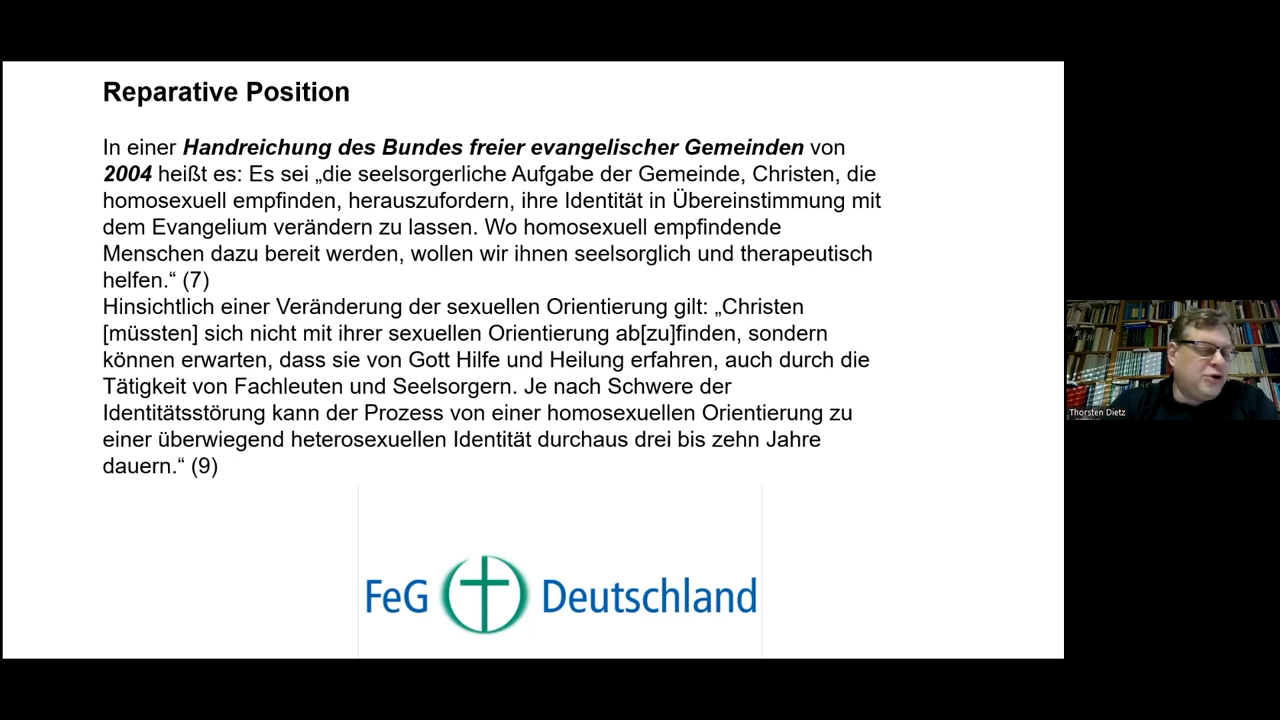 Reparative Position
In einer Handreichung des Bundes freier evangelischer Gemeinden von
2004 heißt es: Es sei „die seelsorgerliche Aufgabe der Gemeinde, Christen, die
homosexuell empfinden, herauszufordern, ihre Identität in Übereinstimmung mit
dem Evangelium verändern zu lassen. Wo homosexuell empfindende
Menschen dazu bereit werden, wollen wir ihnen seelsorglich und therapeutisch
helfen.“ (7)
Hinsichtlich einer Veränderung der sexuellen Orientierung gilt: „Christen
[müssten] sich nicht mit ihrer sexuellen Orientierung ab[zu]finden, sondern
können erwarten, dass sie von Gott Hilfe und Heilung erfahren, auch durch die
Tätigkeit von Fachleuten und Seelsorgern. Je nach Schwere der
Identitätsstörung kann der Prozess von einer homosexuellen Orientierung zu
einer überwiegend heterosexuellen Identität durchaus drei bis zehn Jahre
dauern.“ (9)
FeG Deutschland
Thorsten Dietz